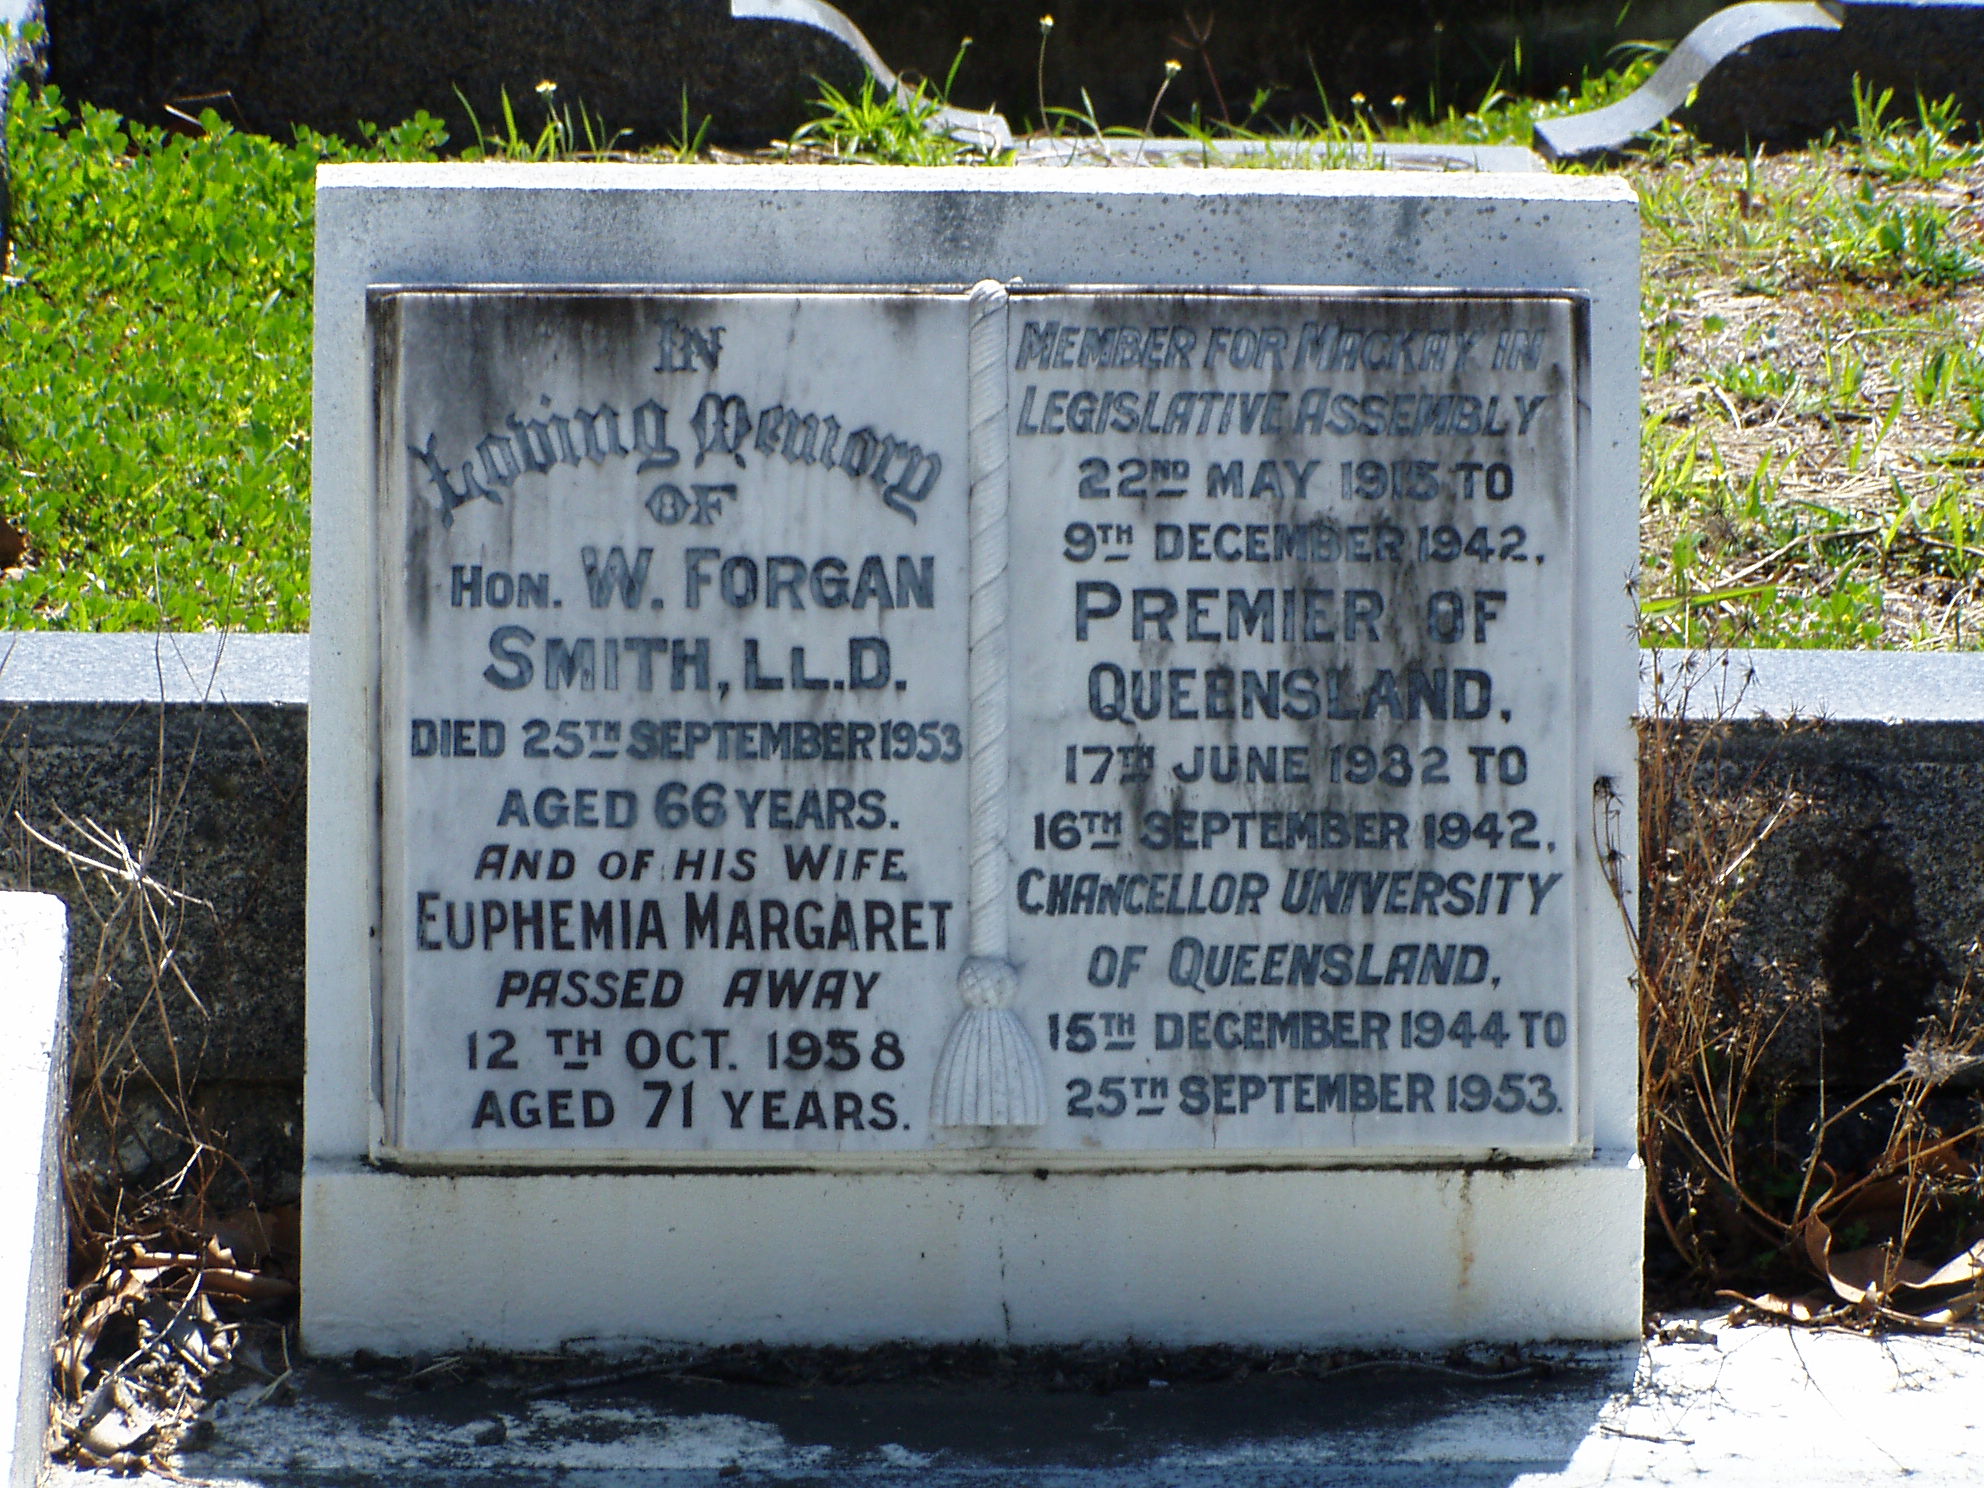 IN
Loving Memory
OF
HON. W. FORGAN
SMITH, LL.D.
DIED 25TH SEPTEMBER 1953
AGED 66 YEARS.
AND OF HIS WIFE
EUPHEMIA MARGARET
PASSED AWAY
12TH OCT. 1958
AGED 71 YEARS.
MEMBER FOR MACKAY IN
LEGISLATIVE ASSEMBLY
22ND MAY 1915 TO
9TH DECEMBER 1942,
PREMIER OF
QUEENSLAND,
17TH JUNE 1932 TO
16TH SEPTEMBER 1942,
CHANCELLOR UNIVERSITY
OF QUEENSLAND,
15TH DECEMBER 1944 TO
25TH SEPTEMBER 1953.